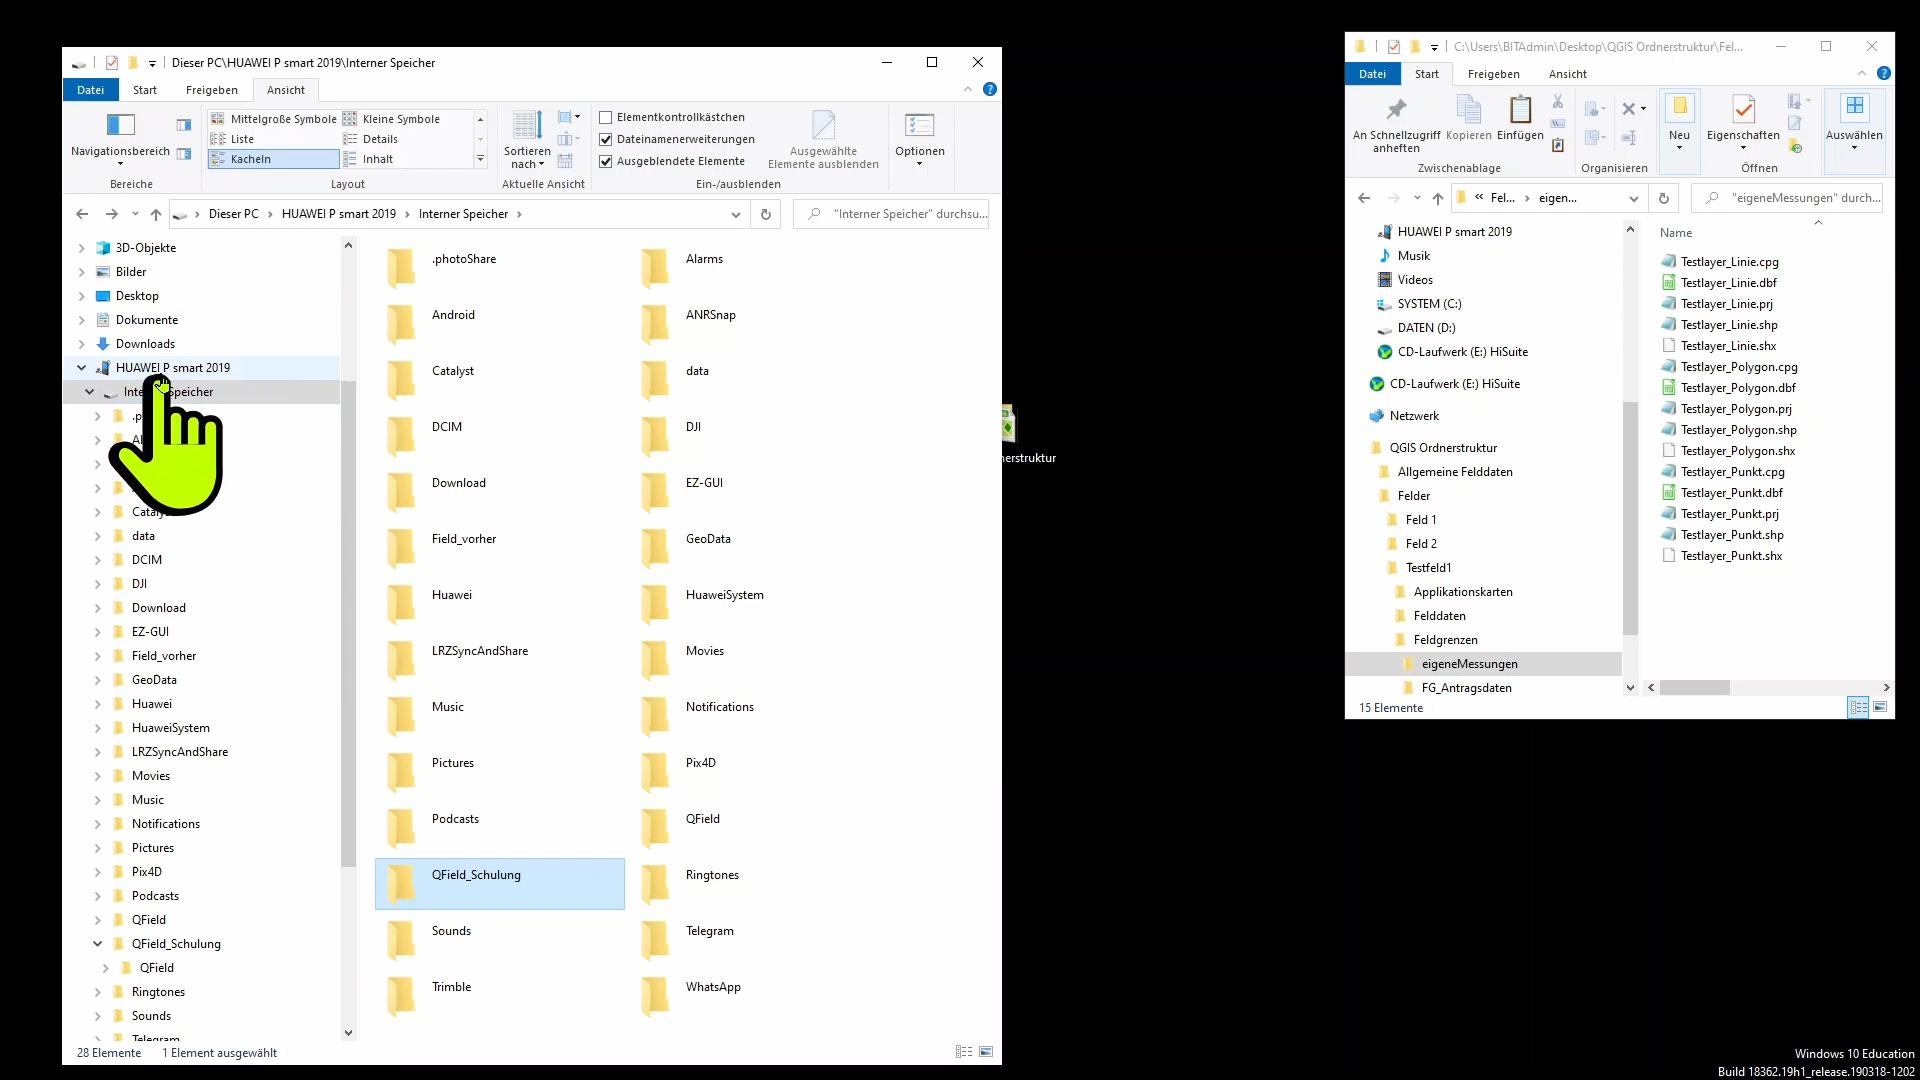 Dieser PC\HUAWEI P smart 2019\Interner Speicher
Datei Start Freigeben Ansicht
Mittelgroße Symbole Kleine Symbole
Liste Details
Kacheln Inhalt
Navigationsbereich
Sortieren
nach
Elementkontrollkästchen
Dateinamenerweiterungen
Ausgeblendete Elemente
Ausgewählte
Elemente ausblenden
Optionen
Bereiche Layout Aktuelle Ansicht Ein-/ausblenden
Dieser PC › HUAWEI P smart 2019 › Interner Speicher ›
"Interner Speicher" durchsu...
3D-Objekte
Bilder
Desktop
Dokumente
Downloads
HUAWEI P smart 2019
Speicher
data
DCIM
DJI
Download
EZ-GUI
Field_vorher
GeoData
Huawei
HuaweiSystem
LRZSyncAndShare
Movies
Music
Notifications
Pictures
Pix4D
Podcasts
QField
QField_Schulung
QField
Ringtones
Sounds
Telegram
.photoShare Alarms
Android ANRSnap
Catalyst data
DCIM DJI
Download EZ-GUI
Field_vorher GeoData
Huawei HuaweiSystem
LRZSyncAndShare Movies
Music Notifications
Pictures Pix4D
Podcasts QField
QField_Schulung Ringtones
Sounds Telegram
Trimble WhatsApp
28 Elemente 1 Element ausgewählt
nerstruktur
C:\Users\BITAdmin\Desktop\QGIS Ordnerstruktur\Fel...
Datei Start Freigeben Ansicht
An Schnellzugriff
anheften
Kopieren Einfügen
Neu
Eigenschaften
Auswählen
Zwischenablage Organisieren Öffnen
« Fel... › eigen...
"eigeneMessungen" durch...
HUAWEI P smart 2019
Musik
Videos
SYSTEM (C:)
DATEN (D:)
CD-Laufwerk (E:) HiSuite
CD-Laufwerk (E:) HiSuite
Netzwerk
QGIS Ordnerstruktur
Allgemeine Felddaten
Felder
Feld 1
Feld 2
Testfeld1
Applikationskarten
Felddaten
Feldgrenzen
eigeneMessungen
FG_Antragsdaten
Name
Testlayer_Linie.cpg
Testlayer_Linie.dbf
Testlayer_Linie.prj
Testlayer_Linie.shp
Testlayer_Linie.shx
Testlayer_Polygon.cpg
Testlayer_Polygon.dbf
Testlayer_Polygon.prj
Testlayer_Polygon.shp
Testlayer_Polygon.shx
Testlayer_Punkt.cpg
Testlayer_Punkt.dbf
Testlayer_Punkt.prj
Testlayer_Punkt.shp
Testlayer_Punkt.shx
15 Elemente
Windows 10 Education
Build 18362.19h1_release.190318-1202